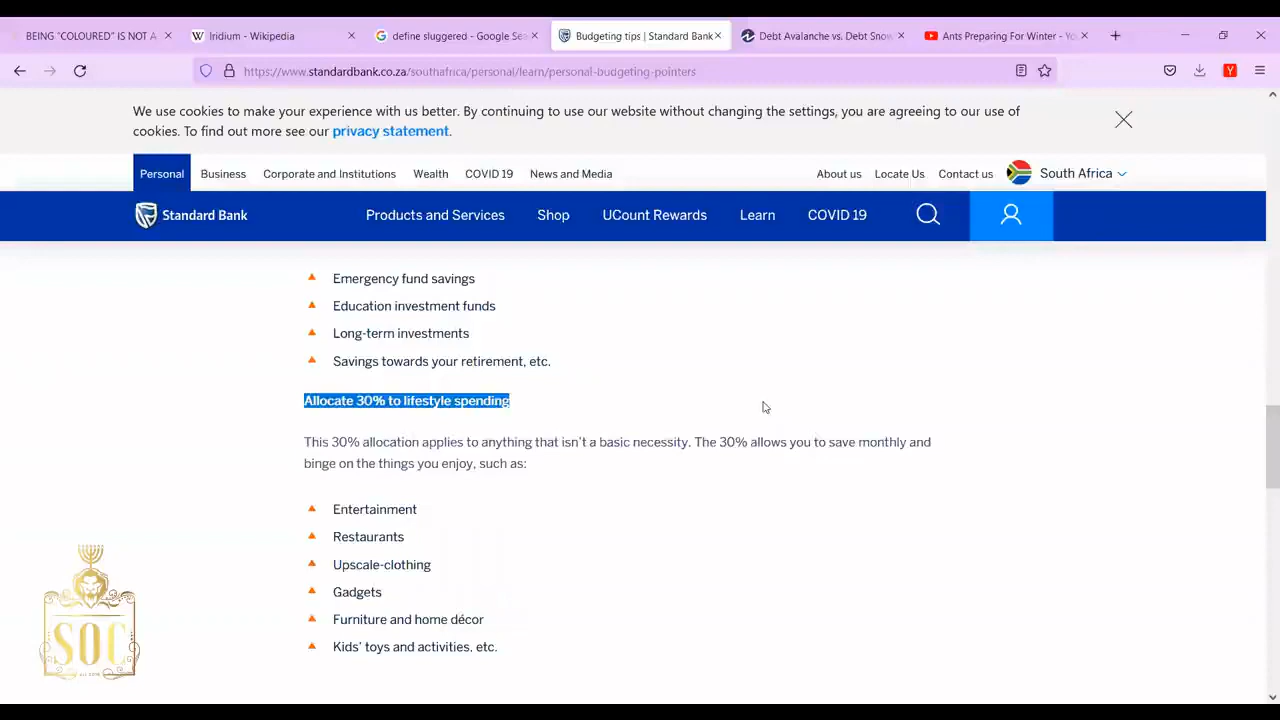 BEING "COLOURED" IS NOT A
Iridium - Wikipedia
define sluggered - Google Sea
Budgeting tips | Standard Bank
Debt Avalanche vs. Debt Snow
Ants Preparing For Winter - Yo
https://www.standardbank.co.za/southafrica/personal/learn/personal-budgeting-pointers
We use cookies to make your experience with us better. By continuing to use our website without changing the settings, you are agreeing to our use of
cookies. To find out more see our privacy statement.
Personal Business Corporate and Institutions Wealth COVID 19 News and Media About us Locate Us Contact us South Africa
Standard Bank Products and Services Shop UCount Rewards Learn COVID 19
Emergency fund savings
Education investment funds
Long-term investments
Savings towards your retirement, etc.
Allocate 30% to lifestyle spending
This 30% allocation applies to anything that isn't a basic necessity. The 30% allows you to save monthly and
binge on the things you enjoy, such as:
Entertainment
Restaurants
Upscale-clothing
Gadgets
Furniture and home décor
Kids' toys and activities, etc.
SOC